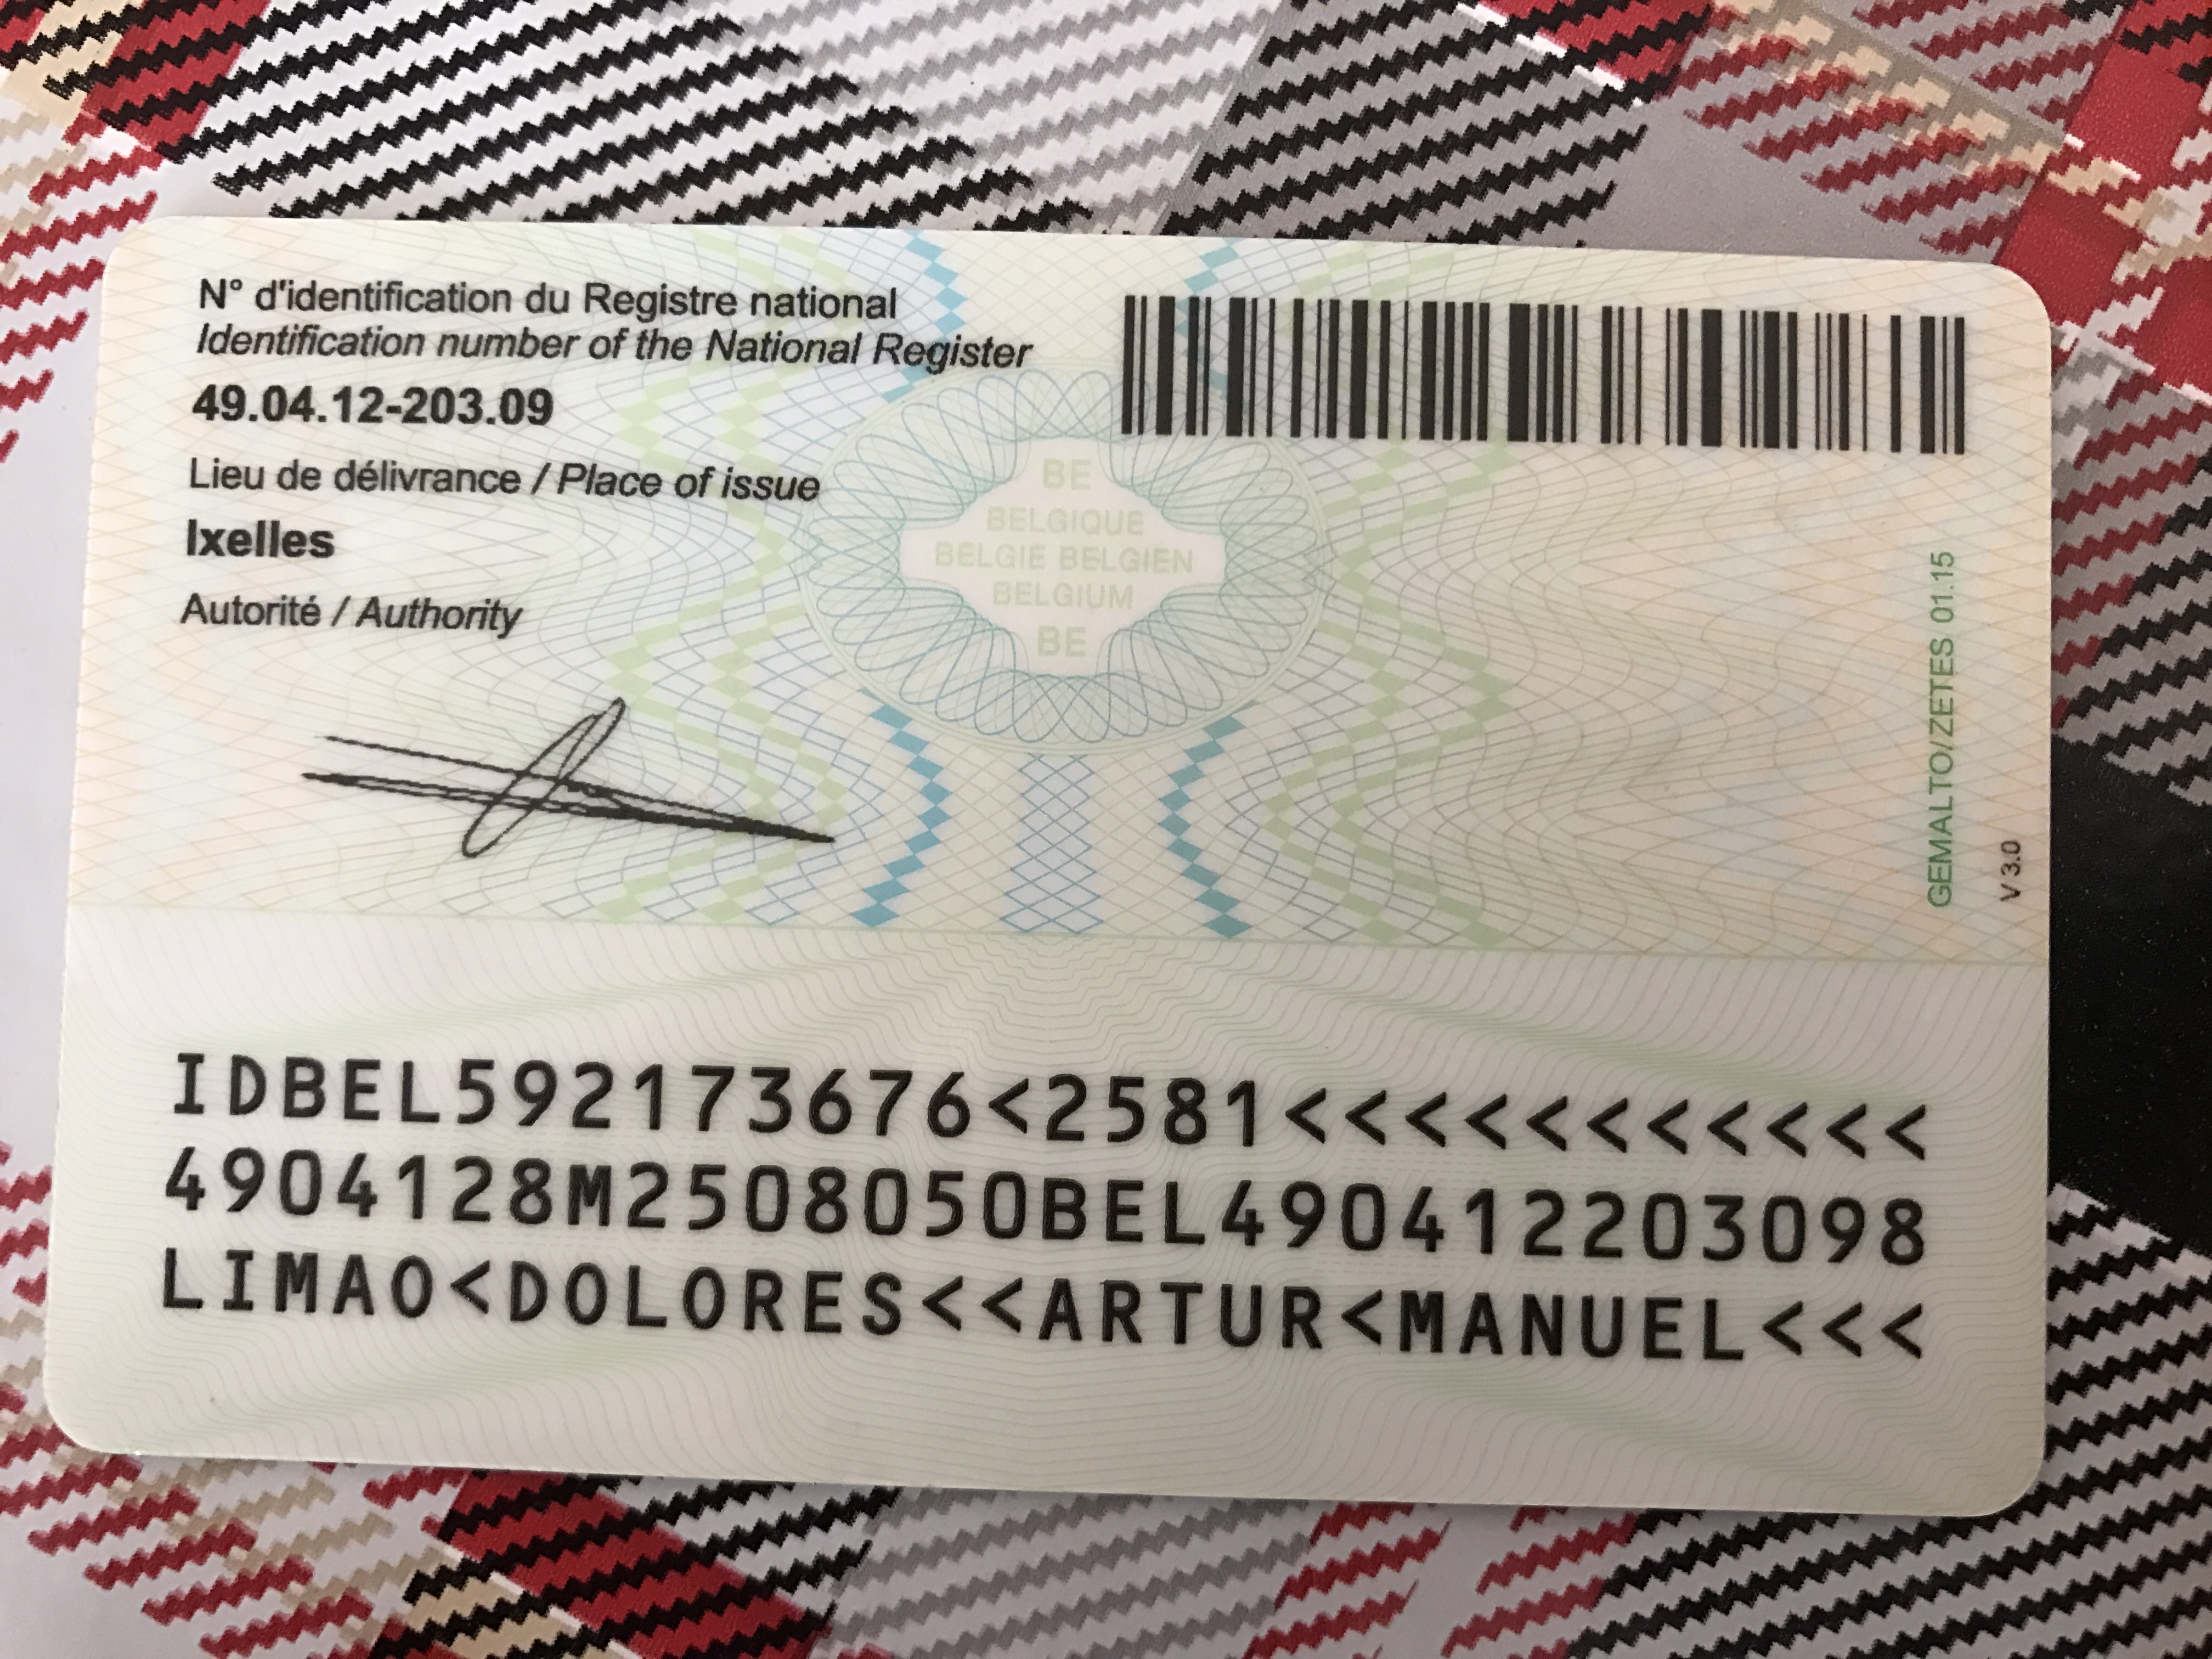 N° d'identification du Registre national
Identification number of the National Register
49.04.12-203.09
Lieu de délivrance / Place of issue
Ixelles
Autorité / Authority
BE
BELGIQUE
BELGIE BELGIEN
BELGIUM
BE
GEMALTO/ZETES 01.15
V 3.0
IDBEL592173676<2581<<<<<<<<<<<
4904128M2508050BEL490412203098
LIMAO<DOLORES<<ARTUR<MANUEL<<<